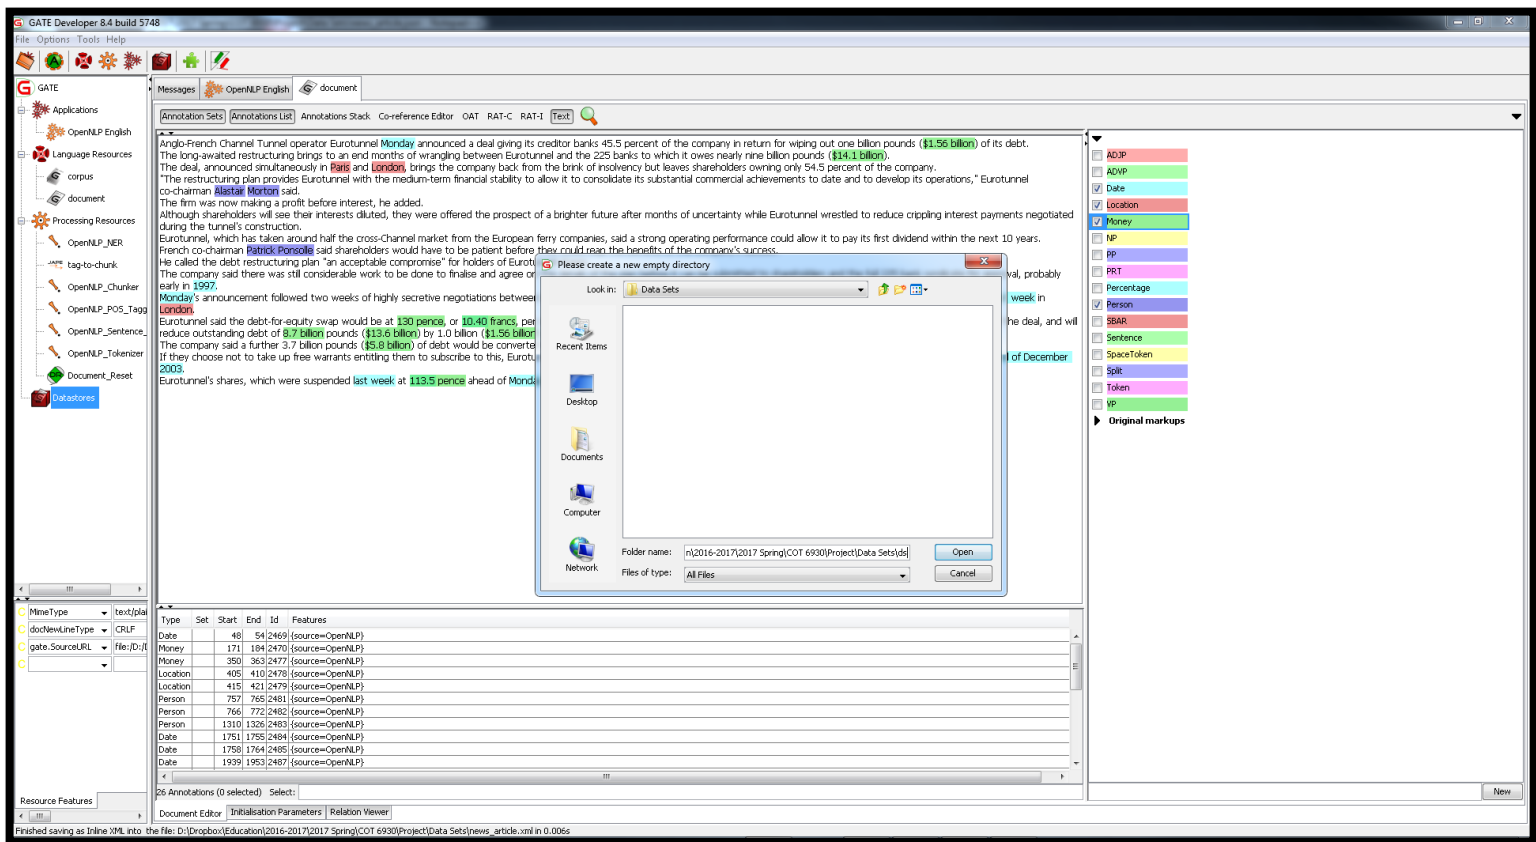 GATE Developer 8.4 build 5748
File Options Tools Help
GATE
Applications
OpenNLP English
Language Resources
corpus
document
Processing Resources
OpenNLP_NER
tag-to-chunk
OpenNLP_Chunker
OpenNLP_POS_Tagg
OpenNLP_Sentence_
OpenNLP_Tokenizer
Document_Reset
Datastores
MimeType text/plai
docNewLineType CRLF
gate.SourceURL file:/D:/
Resource Features
Messages OpenNLP English document
Annotation Sets Annotations List Annotations Stack Co-reference Editor OAT RAT-C RAT-I Text
Anglo-French Channel Tunnel operator Eurotunnel Monday announced a deal giving its creditor banks 45.5 percent of the company in return for wiping out one billion pounds ($1.56 billion) of its debt.
The long-awaited restructuring brings to an end months of wrangling between Eurotunnel and the 225 banks to which it owes nearly nine billion pounds ($14.1 billion).
The deal, announced simultaneously in Paris and London, brings the company back from the brink of insolvency but leaves shareholders owning only 54.5 percent of the company.
"The restructuring plan provides Eurotunnel with the medium-term financial stability to allow it to consolidate its substantial commercial achievements to date and to develop its operations," Eurotunnel
co-chairman Alastair Morton said.
The firm was now making a profit before interest, he added.
Although shareholders will see their interests diluted, they were offered the prospect of a brighter future after months of uncertainty while Eurotunnel wrestled to reduce crippling interest payments negotiated
during the tunnel's construction.
Eurotunnel, which has taken around half the cross-Channel market from the European ferry companies, said a strong operating performance could allow it to pay its first dividend within the next 10 years.
French co-chairman Patrick Ponsolle said shareholders would have to be patient before they could reap the benefits of the company's success.
He called the debt restructuring plan "an acceptable compromise" for holders of Eurot
The company said there was still considerable work to be done to finalise and agree or val, probably
early in 1997.
Monday's announcement followed two weeks of highly secretive negotiations between week in
London.
Eurotunnel said the debt-for-equity swap would be at 130 pence, or 10.40 francs, per he deal, and will
reduce outstanding debt of 8.7 billion pounds ($13.6 billion) by 1.0 billion ($1.56 billion
The company said a further 3.7 billion pounds ($5.8 billion) of debt would be converte
If they choose not to take up free warrants entitling them to subscribe to this, Eurotu l of December
2003.
Eurotunnel's shares, which were suspended last week at 113.5 pence ahead of Monda
Please create a new empty directory
Look in: Data Sets
Recent Items
Desktop
Documents
Computer
Network
Folder name: n\2016-2017\2017 Spring\COT 6930\Project\Data Sets\ds Open
Files of type: All Files Cancel
ADJP
ADVP
Date
Location
Money
NP
PP
PRT
Percentage
Person
SBAR
Sentence
SpaceToken
Split
Token
VP
Original markups
New
Type Set Start End Id Features
Date 48 54 2469 {source=OpenNLP}
Money 171 184 2470 {source=OpenNLP}
Money 350 363 2477 {source=OpenNLP}
Location 405 410 2478 {source=OpenNLP}
Location 415 421 2479 {source=OpenNLP}
Person 757 765 2481 {source=OpenNLP}
Person 766 772 2482 {source=OpenNLP}
Person 1310 1326 2483 {source=OpenNLP}
Date 1751 1755 2484 {source=OpenNLP}
Date 1758 1764 2485 {source=OpenNLP}
Date 1939 1953 2487 {source=OpenNLP}
26 Annotations (0 selected) Select:
Document Editor Initialisation Parameters Relation Viewer
Finished saving as Inline XML into the file: D:\Dropbox\Education\2016-2017\2017 Spring\COT 6930\Project\Data Sets\news_article.xml in 0.006s